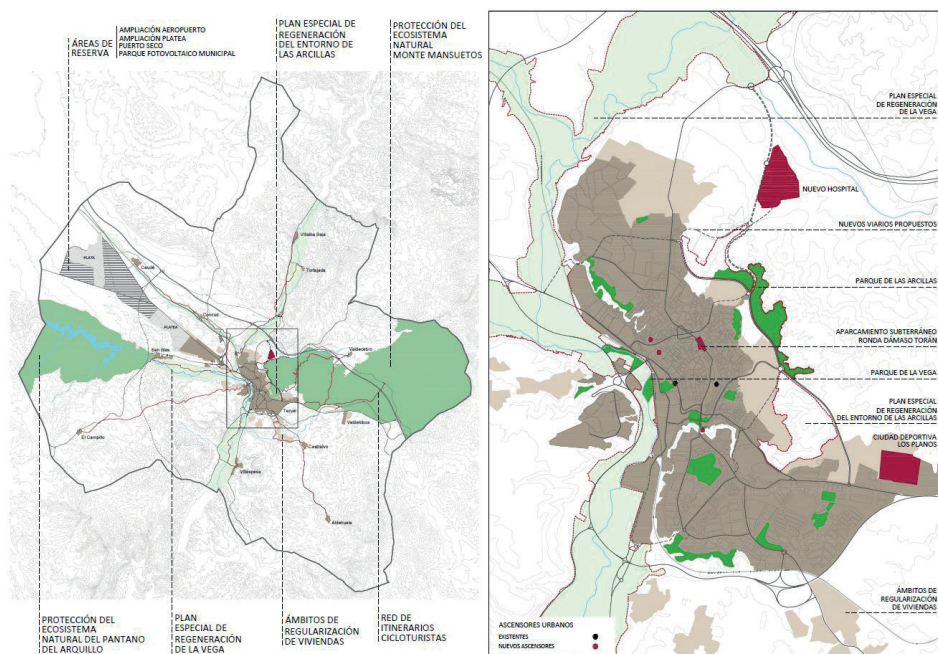 ÁREAS DE
RESERVA
AMPLIACIÓN AEROPUERTO
AMPLIACIÓN PLATEA
PUERTO SECO
PARQUE FOTOVOLTAICO MUNICIPAL
PLAN ESPECIAL DE
REGENERACIÓN
DEL ENTORNO DE
LAS ARCILLAS
PROTECCIÓN DEL
ECOSISTEMA
NATURAL
MONTE MANSUETOS
Villalba Baja
Tortajada
PLATA
Caudé
Concud
PLATEA
San Blas
Valdecebro
Teruel
El Campillo
Castralvo
Villaspesa
Aldehuela
PROTECCIÓN DEL
ECOSISTEMA
NATURAL DEL PANTANO
DEL ARQUILLO
PLAN
ESPECIAL DE
REGENERACIÓN
DE LA VEGA
ÁMBITOS DE
REGULARIZACIÓN
DE VIVIENDAS
RED DE
ITINERARIOS
CICLOTURISTAS
PLAN ESPECIAL
DE REGENERACIÓN
DE LA VEGA
NUEVO HOSPITAL
NUEVOS VIARIOS PROPUESTOS
PARQUE DE LAS ARCILLAS
APARCAMIENTO SUBTERRÁNEO
RONDA DÁMASO TORÁN
PARQUE DE LA VEGA
PLAN ESPECIAL
DE REGENERACIÓN
DEL ENTORNO DE LAS ARCILLAS
CIUDAD DEPORTIVA
LOS PLANOS
ÁMBITOS DE
REGULARIZACIÓN
DE VIVIENDAS
ASCENSORES URBANOS
EXISTENTES
NUEVOS ASCENSORES